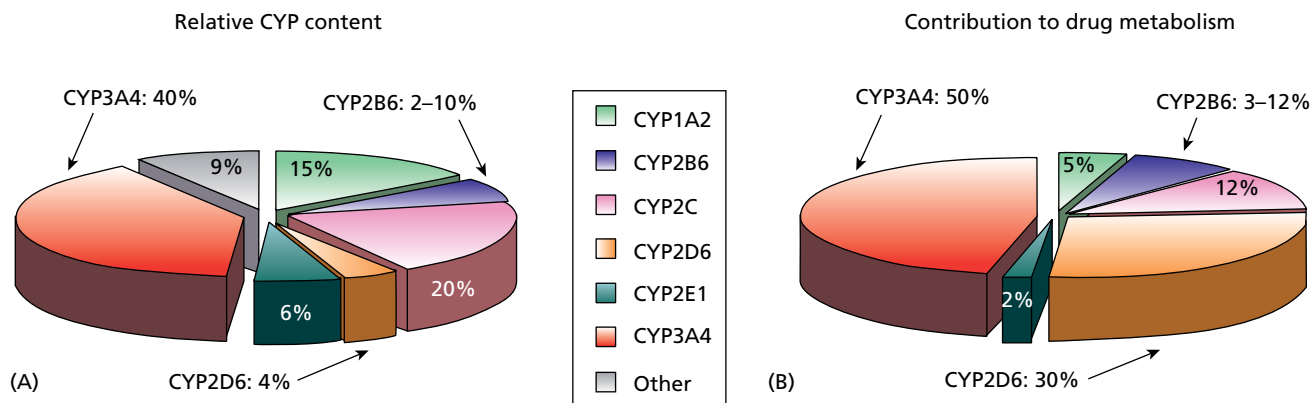 Relative CYP content
CYP3A4: 40%
CYP2B6: 2–10%
9%
15%
20%
6%
CYP2D6: 4%
(A)
CYP1A2
CYP2B6
CYP2C
CYP2D6
CYP2E1
CYP3A4
Other
Contribution to drug metabolism
CYP3A4: 50%
CYP2B6: 3–12%
5%
12%
2%
CYP2D6: 30%
(B)